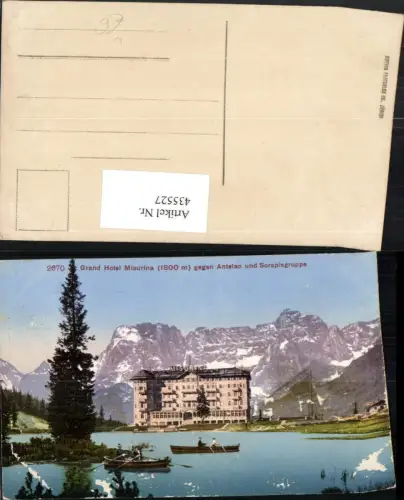 Artikel Nr.
435527
2670 Grand Hotel Misurina (1800 m) gegen Antelao und Sorapisgruppe